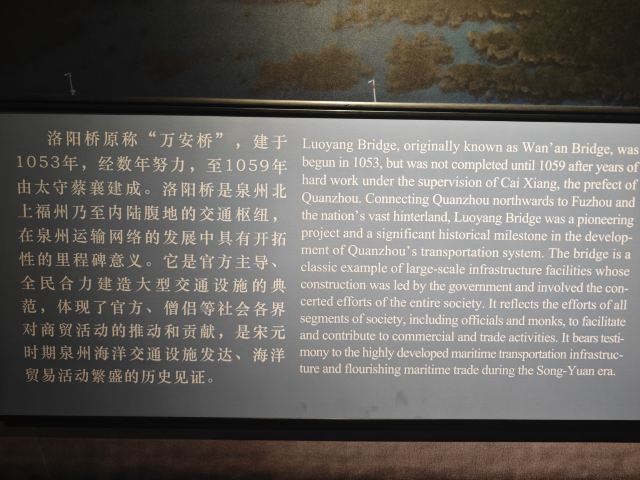 洛阳桥原称“万安桥”，建于
1053年，经数年努力，至1059年
由太守蔡襄建成。洛阳桥是泉州北
上福州乃至内陆腹地的交通枢纽，
在泉州运输网络的发展中具有开拓
性的里程碑意义。它是官方主导、
全民合力建造大型交通设施的典
范，体现了官方、僧侣等社会各界
对商贸活动的推动和贡献，是宋元
时期泉州海洋交通设施发达、海洋
贸易活动繁盛的历史见证。
Luoyang Bridge, originally known as Wan'an Bridge, was
begun in 1053, but was not completed until 1059 after years of
hard work under the supervision of Cai Xiang, the prefect of
Quanzhou. Connecting Quanzhou northwards to Fuzhou and
the nation's vast hinterland, Luoyang Bridge was a pioneering
project and a significant historical milestone in the develop-
ment of Quanzhou's transportation system. The bridge is a
classic example of large-scale infrastructure facilities whose
construction was led by the government and involved the con-
certed efforts of the entire society. It reflects the efforts of all
segments of society, including officials and monks, to facilitate
and contribute to commercial and trade activities. It bears testi-
mony to the highly developed maritime transportation infrastruc-
ture and flourishing maritime trade during the Song-Yuan era.